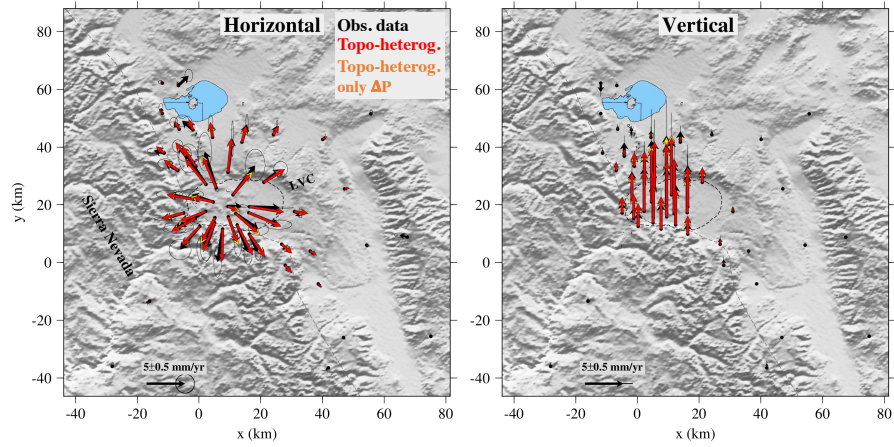 Horizontal
Obs. data
Topo-heterog.
Topo-heterog.
only ΔP
LVC
Sierra Nevada
5±0.5 mm/yr
80
60
40
20
0
-20
-40
y (km)
-40 -20 0 20 40 60 80
x (km)
Vertical
5±0.5 mm/yr
80
60
40
20
0
-20
-40
-40 -20 0 20 40 60 80
x (km)